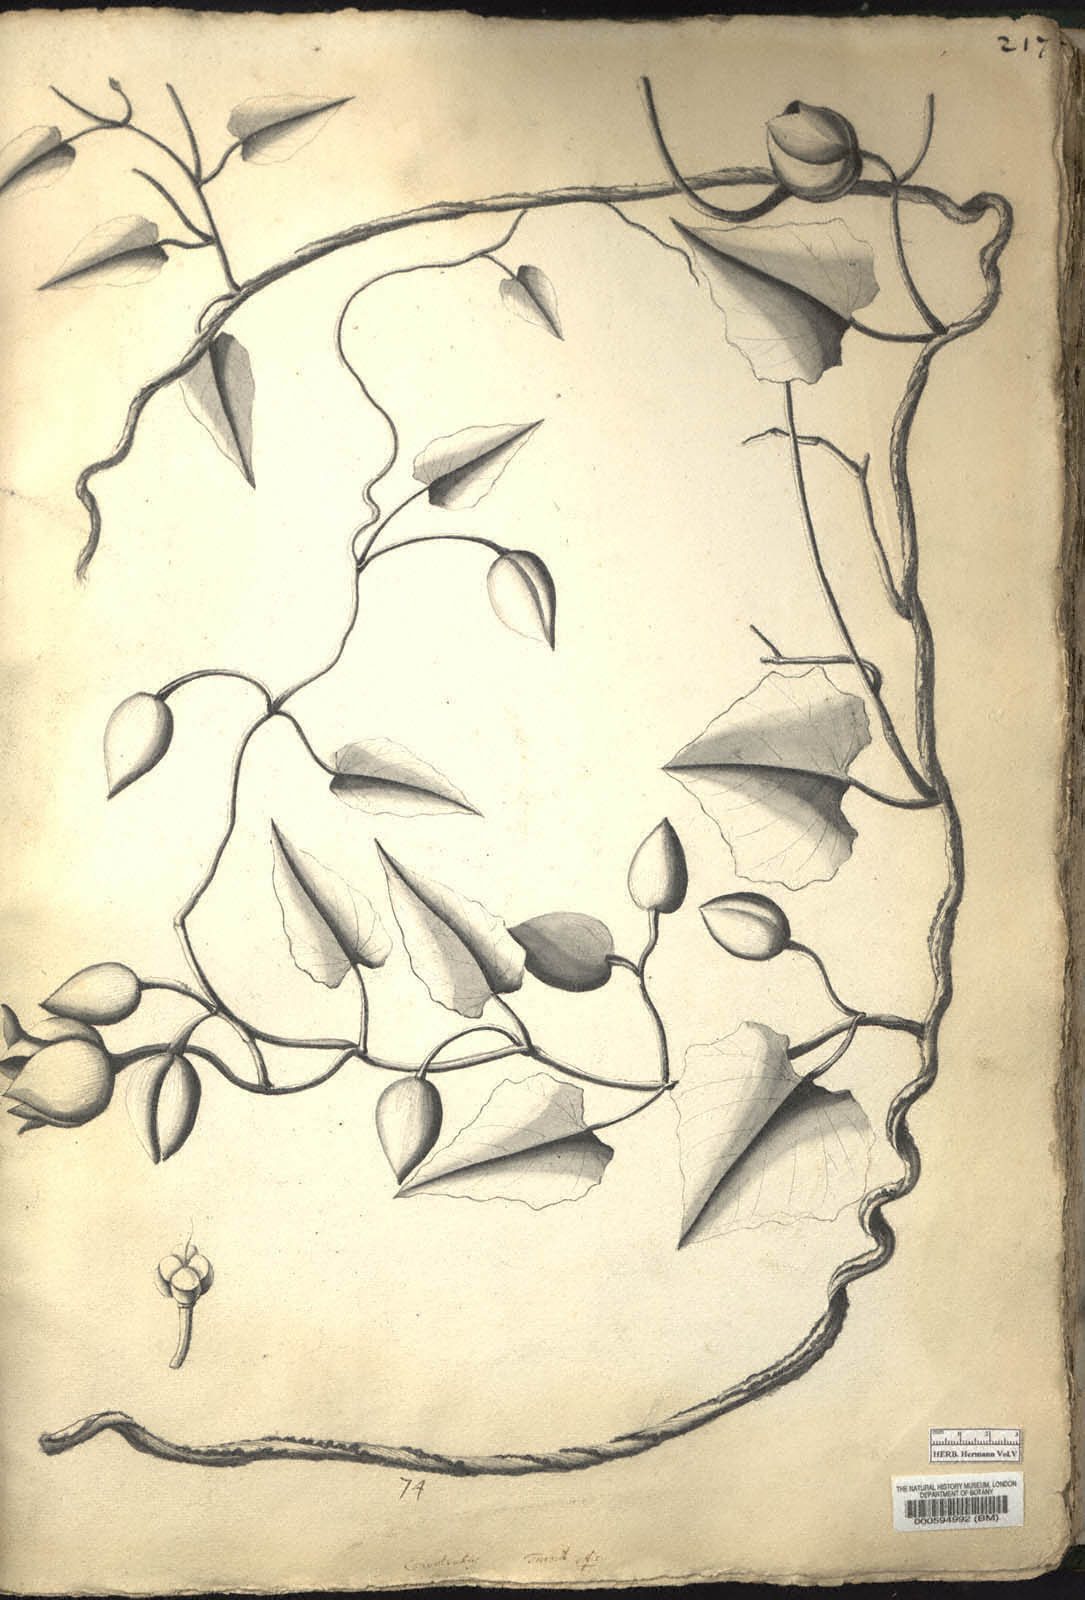 217
HERB. Hermann Vol.V
THE NATURAL HISTORY MUSEUM, LONDON
DEPARTMENT OF BOTANY
000594992 (BM)
74